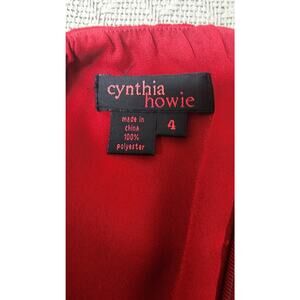 cynthia
howie
made in
china
100%
polyester
4